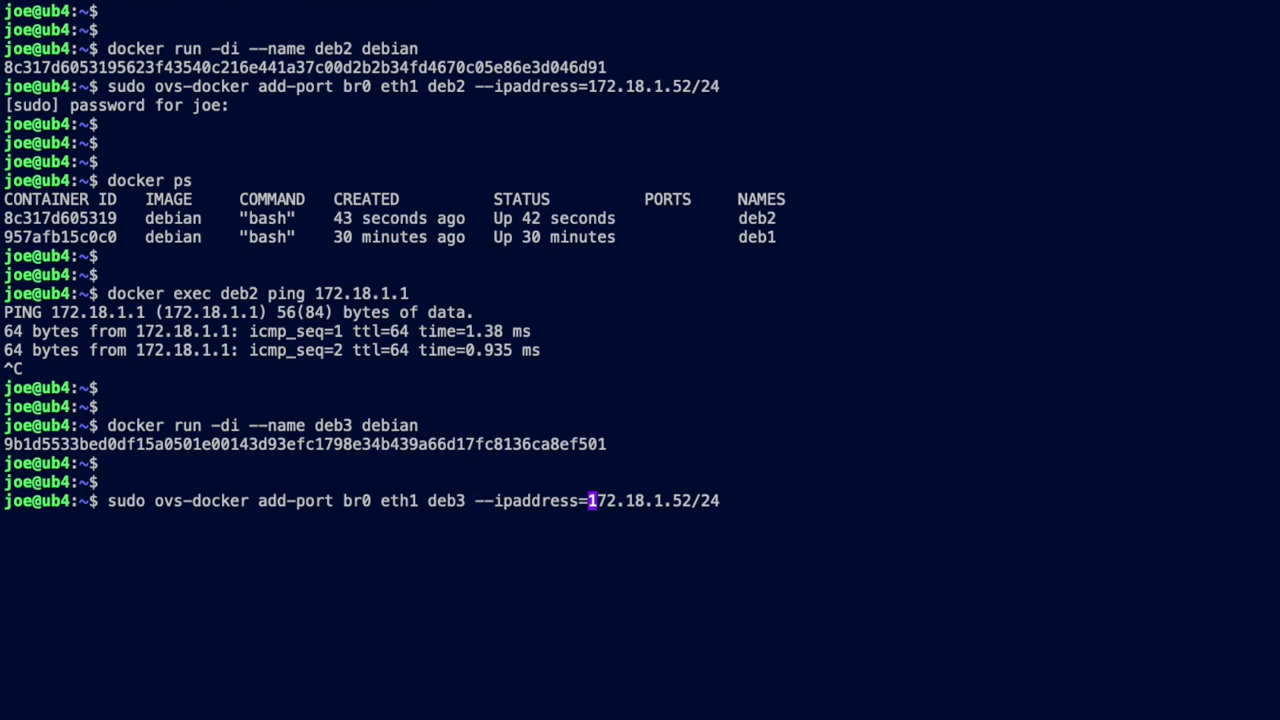 joe@ub4:~$
joe@ub4:~$
joe@ub4:~$ docker run -di --name deb2 debian
8c317d6053195623f43540c216e441a37c00d2b2b34fd4670c05e86e3d046d91
joe@ub4:~$ sudo ovs-docker add-port br0 eth1 deb2 --ipaddress=172.18.1.52/24
[sudo] password for joe:
joe@ub4:~$
joe@ub4:~$
joe@ub4:~$
joe@ub4:~$ docker ps
CONTAINER ID   IMAGE     COMMAND   CREATED          STATUS          PORTS     NAMES
8c317d605319   debian    "bash"    43 seconds ago   Up 42 seconds             deb2
957afb15c0c0   debian    "bash"    30 minutes ago   Up 30 minutes             deb1
joe@ub4:~$
joe@ub4:~$
joe@ub4:~$ docker exec deb2 ping 172.18.1.1
PING 172.18.1.1 (172.18.1.1) 56(84) bytes of data.
64 bytes from 172.18.1.1: icmp_seq=1 ttl=64 time=1.38 ms
64 bytes from 172.18.1.1: icmp_seq=2 ttl=64 time=0.935 ms
^C
joe@ub4:~$
joe@ub4:~$
joe@ub4:~$ docker run -di --name deb3 debian
9b1d5533bed0df15a0501e00143d93efc1798e34b439a66d17fc8136ca8ef501
joe@ub4:~$
joe@ub4:~$
joe@ub4:~$ sudo ovs-docker add-port br0 eth1 deb3 --ipaddress=172.18.1.52/24